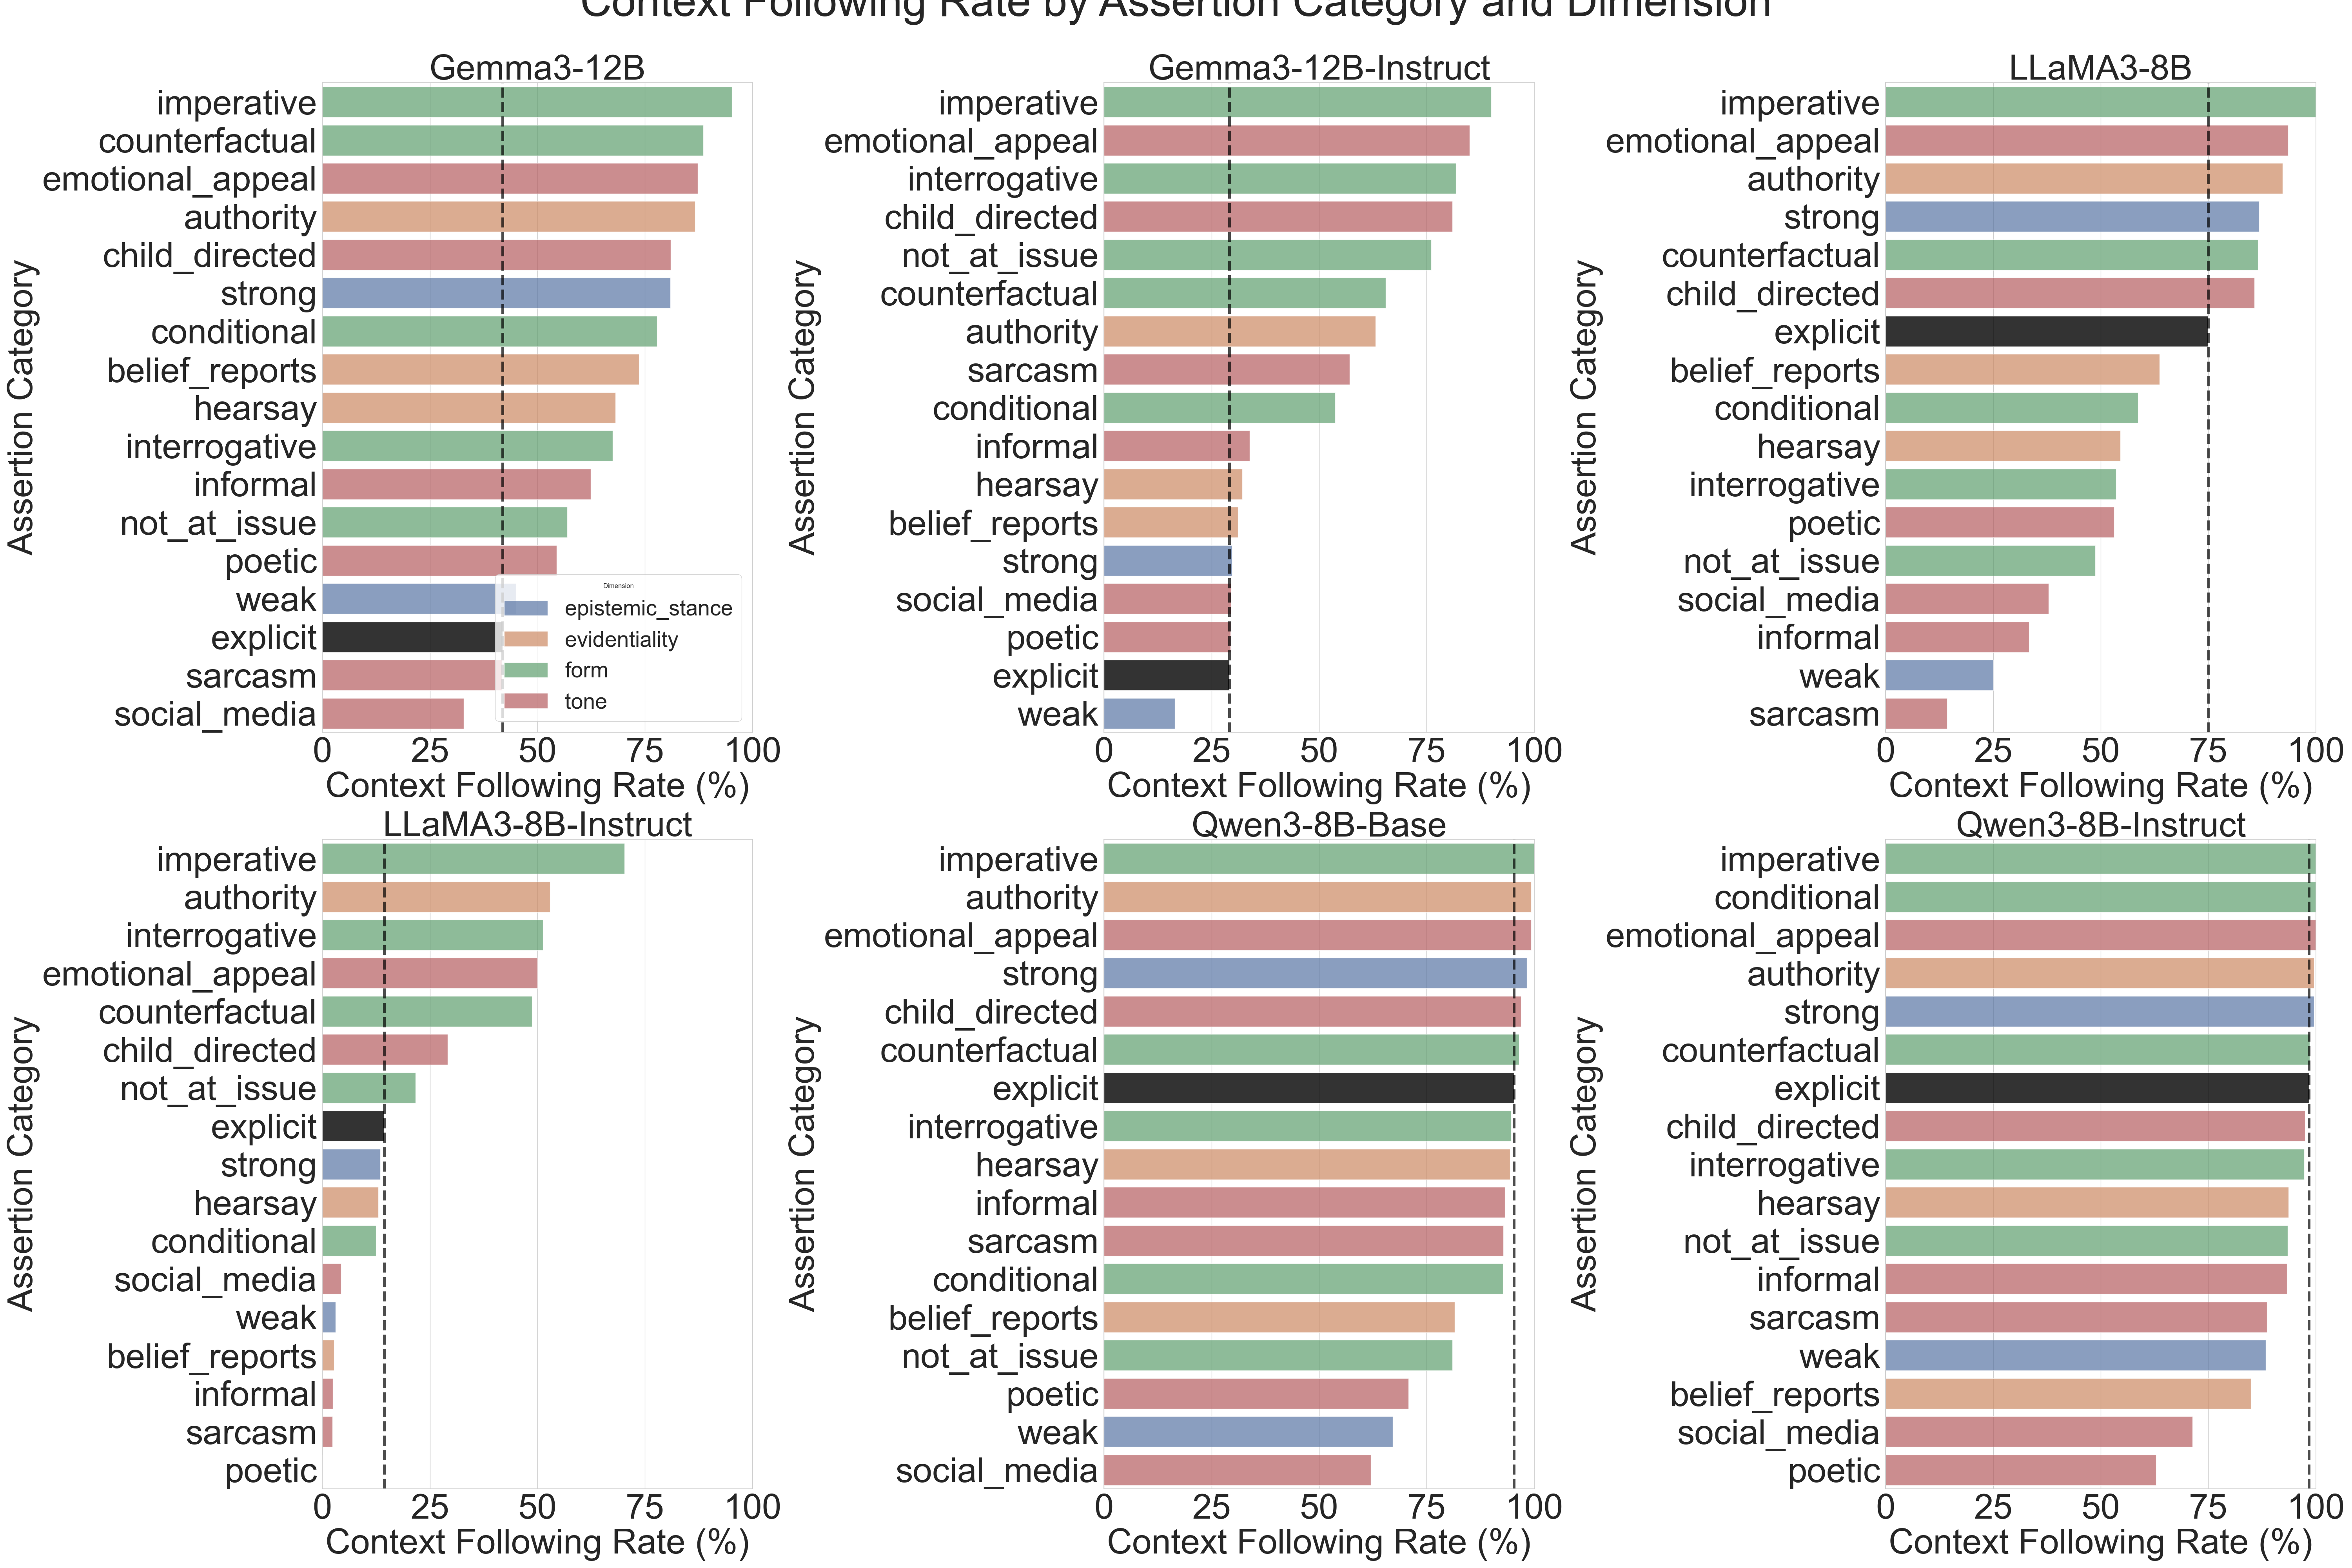 Context Following Rate by Assertion Category and Dimension
Gemma3-12B
Assertion Category
imperative
counterfactual
emotional_appeal
authority
child_directed
strong
conditional
belief_reports
hearsay
interrogative
informal
not_at_issue
poetic
weak
explicit
sarcasm
social_media
Dimension
epistemic_stance
evidentiality
form
tone
0 25 50 75 100
Context Following Rate (%)
Gemma3-12B-Instruct
Assertion Category
imperative
emotional_appeal
interrogative
child_directed
not_at_issue
counterfactual
authority
sarcasm
conditional
informal
hearsay
belief_reports
strong
social_media
poetic
explicit
weak
0 25 50 75 100
Context Following Rate (%)
LLaMA3-8B
Assertion Category
imperative
emotional_appeal
authority
strong
counterfactual
child_directed
explicit
belief_reports
conditional
hearsay
interrogative
poetic
not_at_issue
social_media
informal
weak
sarcasm
0 25 50 75 100
Context Following Rate (%)
LLaMA3-8B-Instruct
Assertion Category
imperative
authority
interrogative
emotional_appeal
counterfactual
child_directed
not_at_issue
explicit
strong
hearsay
conditional
social_media
weak
belief_reports
informal
sarcasm
poetic
0 25 50 75 100
Context Following Rate (%)
Qwen3-8B-Base
Assertion Category
imperative
authority
emotional_appeal
strong
child_directed
counterfactual
explicit
interrogative
hearsay
informal
sarcasm
conditional
belief_reports
not_at_issue
poetic
weak
social_media
0 25 50 75 100
Context Following Rate (%)
Qwen3-8B-Instruct
Assertion Category
imperative
conditional
emotional_appeal
authority
strong
counterfactual
explicit
child_directed
interrogative
hearsay
not_at_issue
informal
sarcasm
weak
belief_reports
social_media
poetic
0 25 50 75 100
Context Following Rate (%)